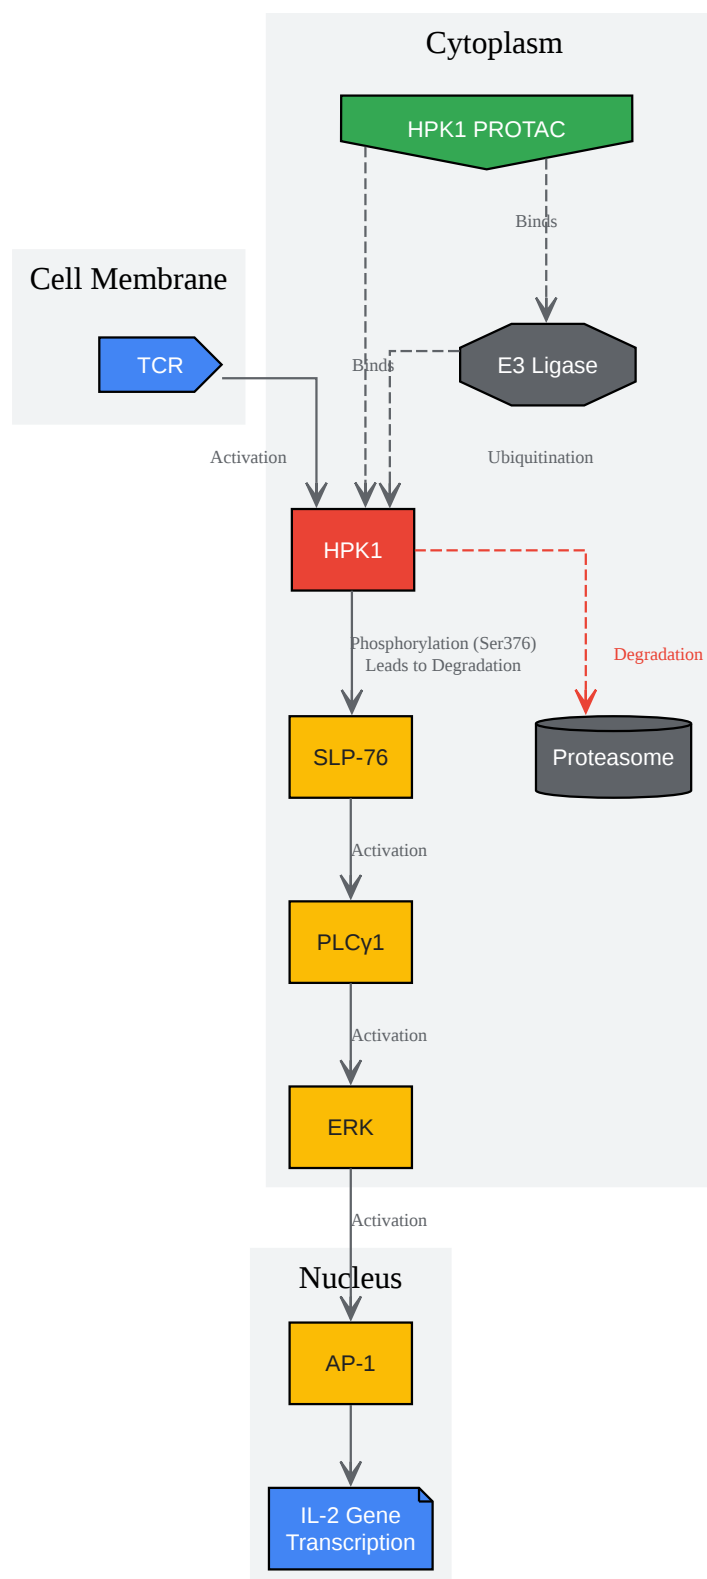 Cytoplasm
HPK1 PROTAC
Binds
Cell Membrane
TCR
Binds
E3 Ligase
Activation
Ubiquitination
HPK1
Phosphorylation (Ser376)
Leads to Degradation
Degradation
SLP-76
Proteasome
Activation
PLCγ1
Activation
ERK
Activation
Nucleus
AP-1
IL-2 Gene
Transcription